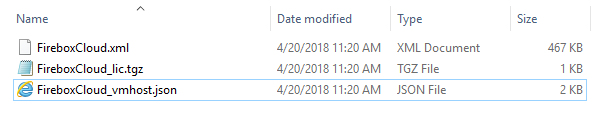 Name Date modified Type Size
FireboxCloud.xml 4/20/2018 11:20 AM XML Document 467 KB
FireboxCloud_lic.tgz 4/20/2018 11:20 AM TGZ File 1 KB
FireboxCloud_vmhost.json 4/20/2018 11:20 AM JSON File 2 KB